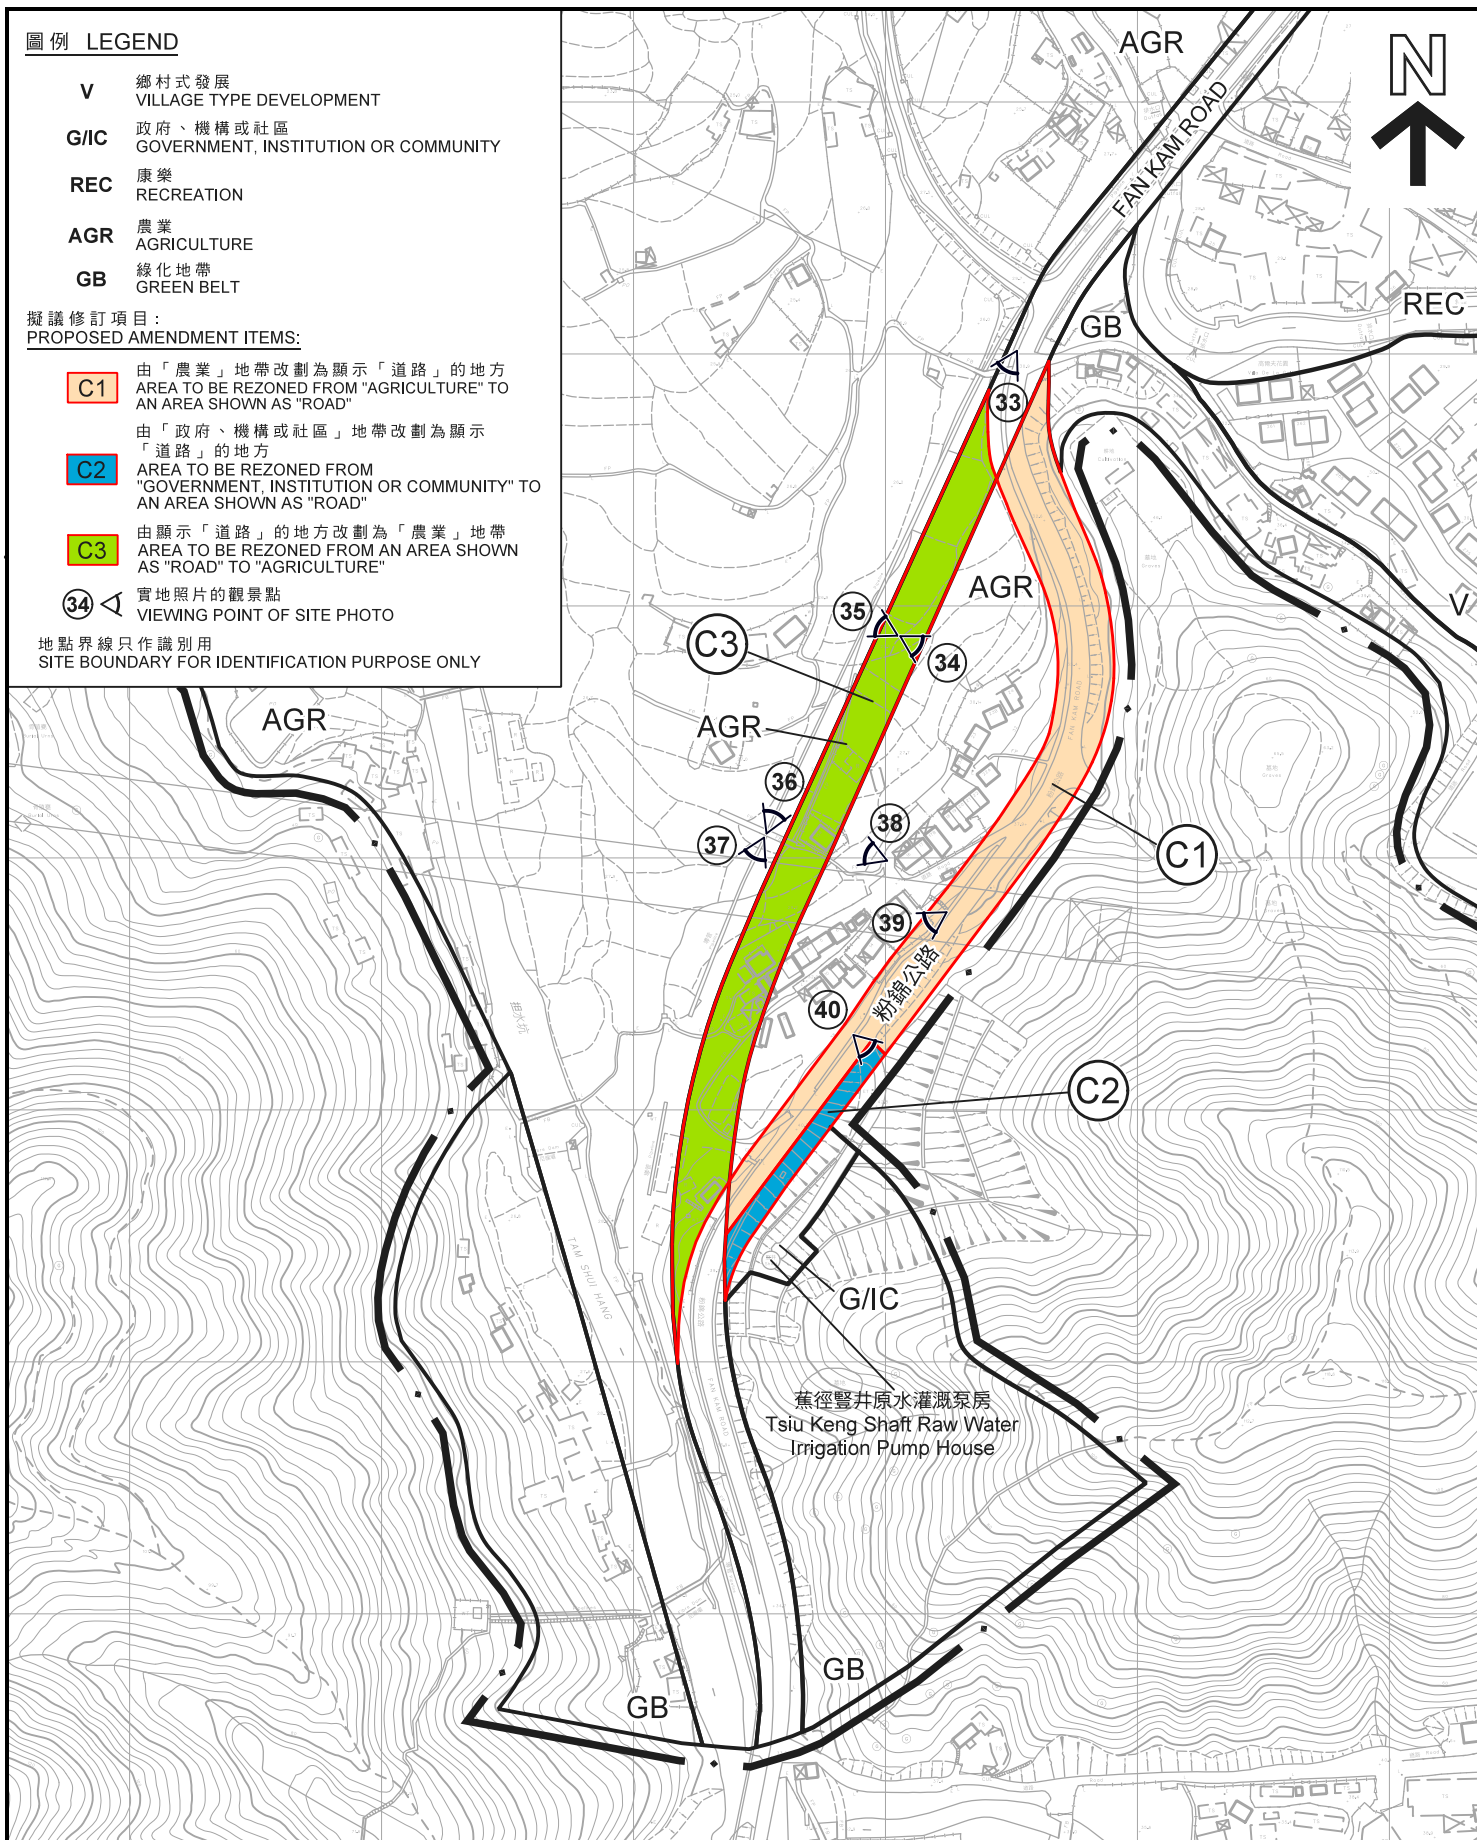 圖例 LEGEND
V
鄉村式發展
VILLAGE TYPE DEVELOPMENT
G/IC
政府、機構或社區
GOVERNMENT, INSTITUTION OR COMMUNITY
REC
康樂
RECREATION
AGR
農業
AGRICULTURE
GB
綠化地帶
GREEN BELT
擬議修訂項目：
PROPOSED AMENDMENT ITEMS:
C1
由「農業」地帶改劃為顯示「道路」的地方
AREA TO BE REZONED FROM "AGRICULTURE" TO
AN AREA SHOWN AS "ROAD"
C2
由「政府、機構或社區」地帶改劃為顯示
「道路」的地方
AREA TO BE REZONED FROM
"GOVERNMENT, INSTITUTION OR COMMUNITY" TO
AN AREA SHOWN AS "ROAD"
C3
由顯示「道路」的地方改劃為「農業」地帶
AREA TO BE REZONED FROM AN AREA SHOWN
AS "ROAD" TO "AGRICULTURE"
34
實地照片的觀景點
VIEWING POINT OF SITE PHOTO
地點界線只作識別用
SITE BOUNDARY FOR IDENTIFICATION PURPOSE ONLY
AGR
N
FAN KAM ROAD
REC
GB
33
AGR
V
35
C3
34
AGR
AGR
FAN KAM ROAD
36
38
37
C1
39
粉錦公路
40
C2
TAM SHUI HANG
G/IC
FAN KAM ROAD
蕉徑豎井原水灌溉泵房
Tsiu Keng Shaft Raw Water
Irrigation Pump House
GB
GB